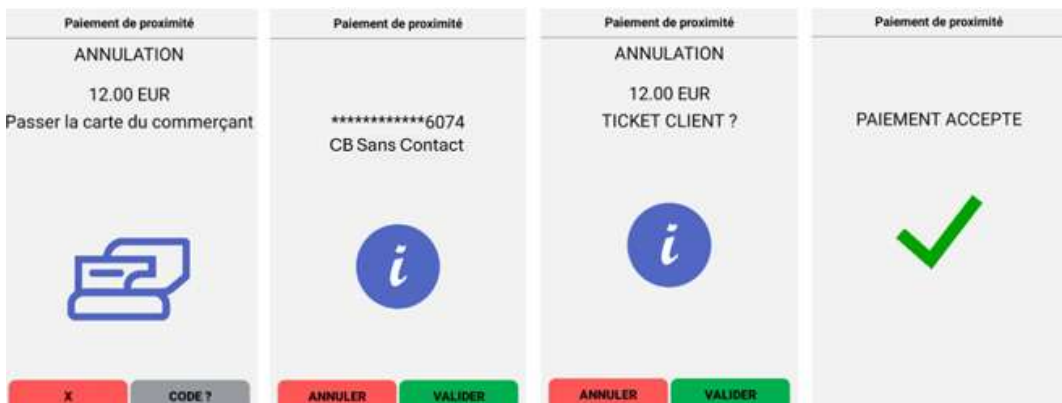 Paiement de proximité
ANNULATION
12.00 EUR
Passer la carte du commerçant
X
CODE ?
Paiement de proximité
************6074
CB Sans Contact
i
ANNULER
VALIDER
Paiement de proximité
ANNULATION
12.00 EUR
TICKET CLIENT ?
i
ANNULER
VALIDER
Paiement de proximité
PAIEMENT ACCEPTE